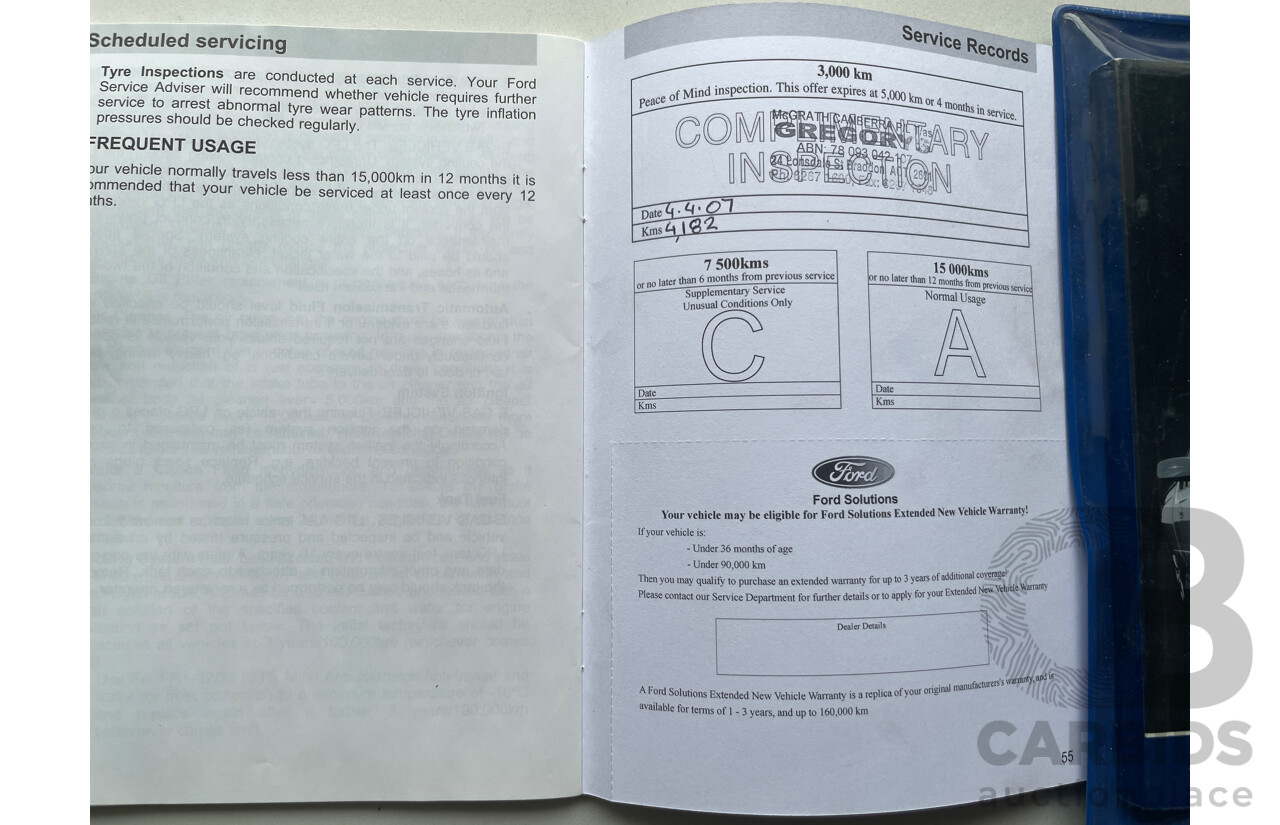 Scheduled servicing
Tyre Inspections are conducted at each service. Your Ford
Service Adviser will recommend whether vehicle requires further
service to arrest abnormal tyre wear patterns. The tyre inflation
pressures should be checked regularly.
FREQUENT USAGE
our vehicle normally travels less than 15,000km in 12 months it is
ommended that your vehicle be serviced at least once every 12
ths.
Service Records
3,000 km
Peace of Mind inspection. This offer expires at 5,000 km or 4 months in service.
COMPLIMENTARY
INSPECTION
McGRATH CANBERRA
GREGORY
ABN: 78 093 042
24 Lonsdale St Braddon
Date 4.4.07
Kms 4,182
7 500kms
or no later than 6 months from previous service
Supplementary Service
Unusual Conditions Only
C
Date
Kms
15 000kms
or no later than 12 months from previous service
Normal Usage
A
Date
Kms
Ford
Ford Solutions
Your vehicle may be eligible for Ford Solutions Extended New Vehicle Warranty!
If your vehicle is:
- Under 36 months of age
- Under 90,000 km
Then you may qualify to purchase an extended warranty for up to 3 years of additional coverage!
Please contact our Service Department for further details or to apply for your Extended New Vehicle Warranty
Dealer Details
A Ford Solutions Extended New Vehicle Warranty is a replica of your original manufacturers's warranty, and is
available for terms of 1 - 3 years, and up to 160,000 km
55
CB
CARBIDS
auctionplace